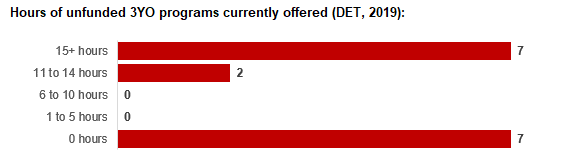 Hours of unfunded 3YO programs currently offered (DET, 2019):
15+ hours 7
11 to 14 hours 2
6 to 10 hours 0
1 to 5 hours 0
0 hours 7